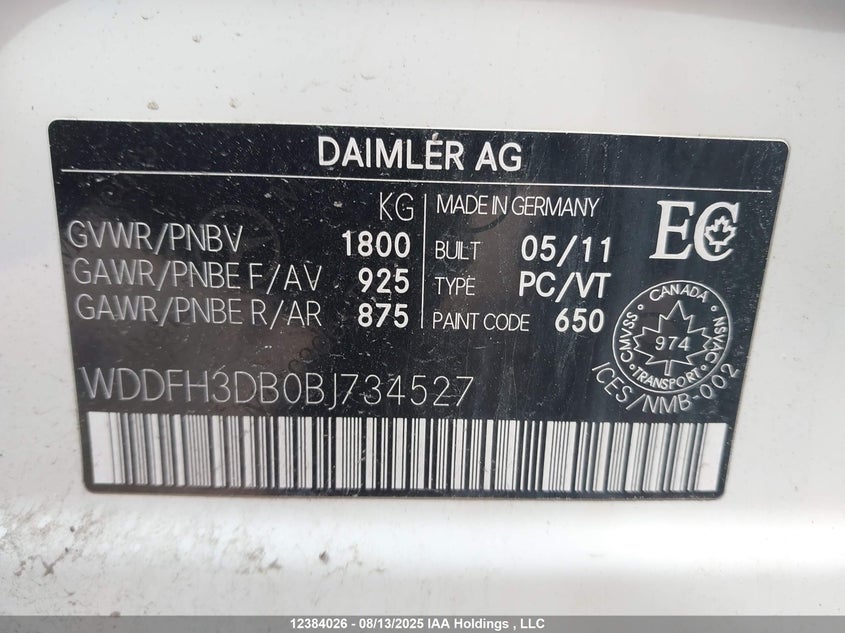 DAIMLER AG
KG
GVWR/PNBV 1800
GAWR/PNBE F/AV 925
GAWR/PNBE R/AR 875
MADE IN GERMANY
BUILT 05/11
TYPE PC/VT
PAINT CODE 650
EC
CANADA
CMVSS 974 NSVAC
TRANSPORT
ICES/NMB-002
WDDFH3DB0BJ734527
12384026 - 08/13/2025 IAA Holdings , LLC